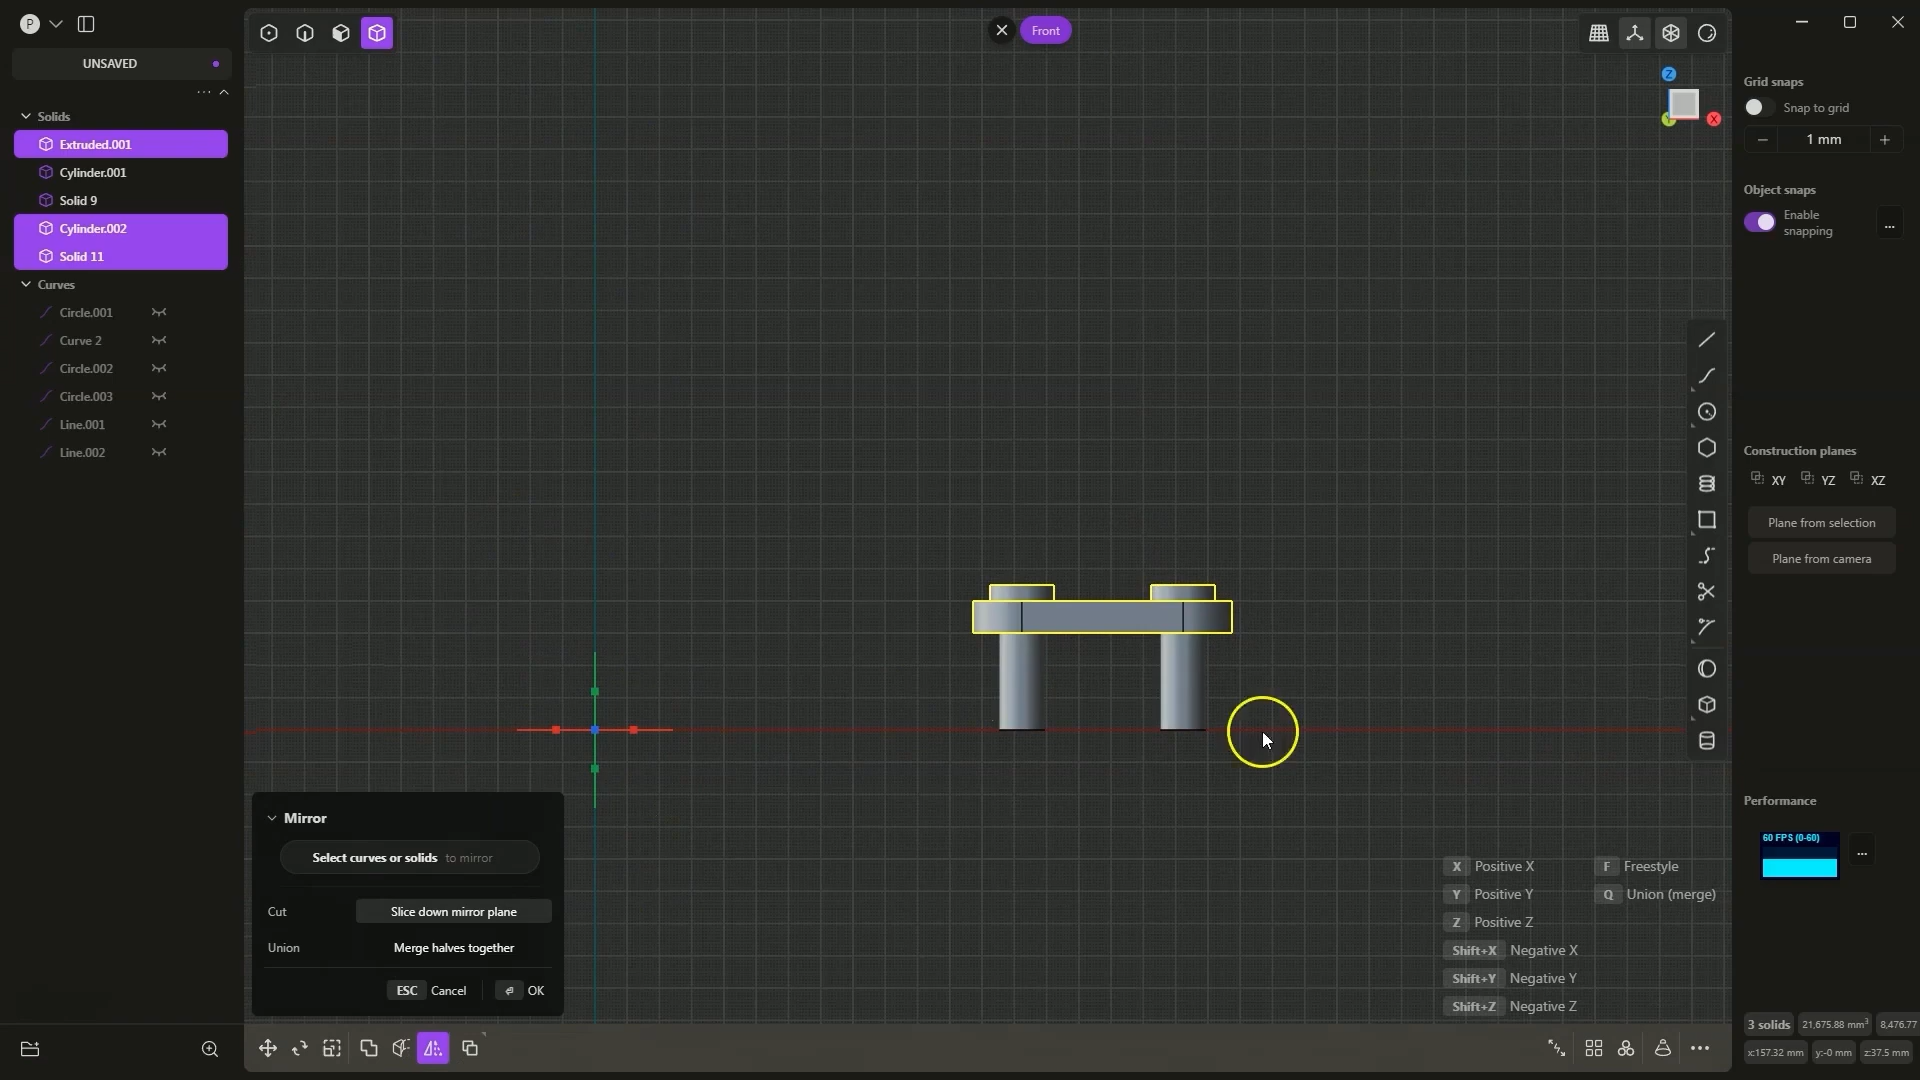 P
UNSAVED
Solids
Extruded.001
Cylinder.001
Solid 9
Cylinder.002
Solid 11
Curves
Circle.001
Curve 2
Circle.002
Circle.003
Line.001
Line.002
Front
Z
Y
X
Grid snaps
Snap to grid
1 mm
Object snaps
Enable
snapping
...
Construction planes
XY YZ XZ
Plane from selection
Plane from camera
Performance
60 FPS (0-60)
...
Mirror
Select curves or solids to mirror
Cut Slice down mirror plane
Union Merge halves together
ESC Cancel OK
X Positive X F Freestyle
Y Positive Y Q Union (merge)
Z Positive Z
Shift+X Negative X
Shift+Y Negative Y
Shift+Z Negative Z
3 solids 21,675.88 mm³ 8,476.77
x:157.32 mm y:-0 mm z:37.5 mm